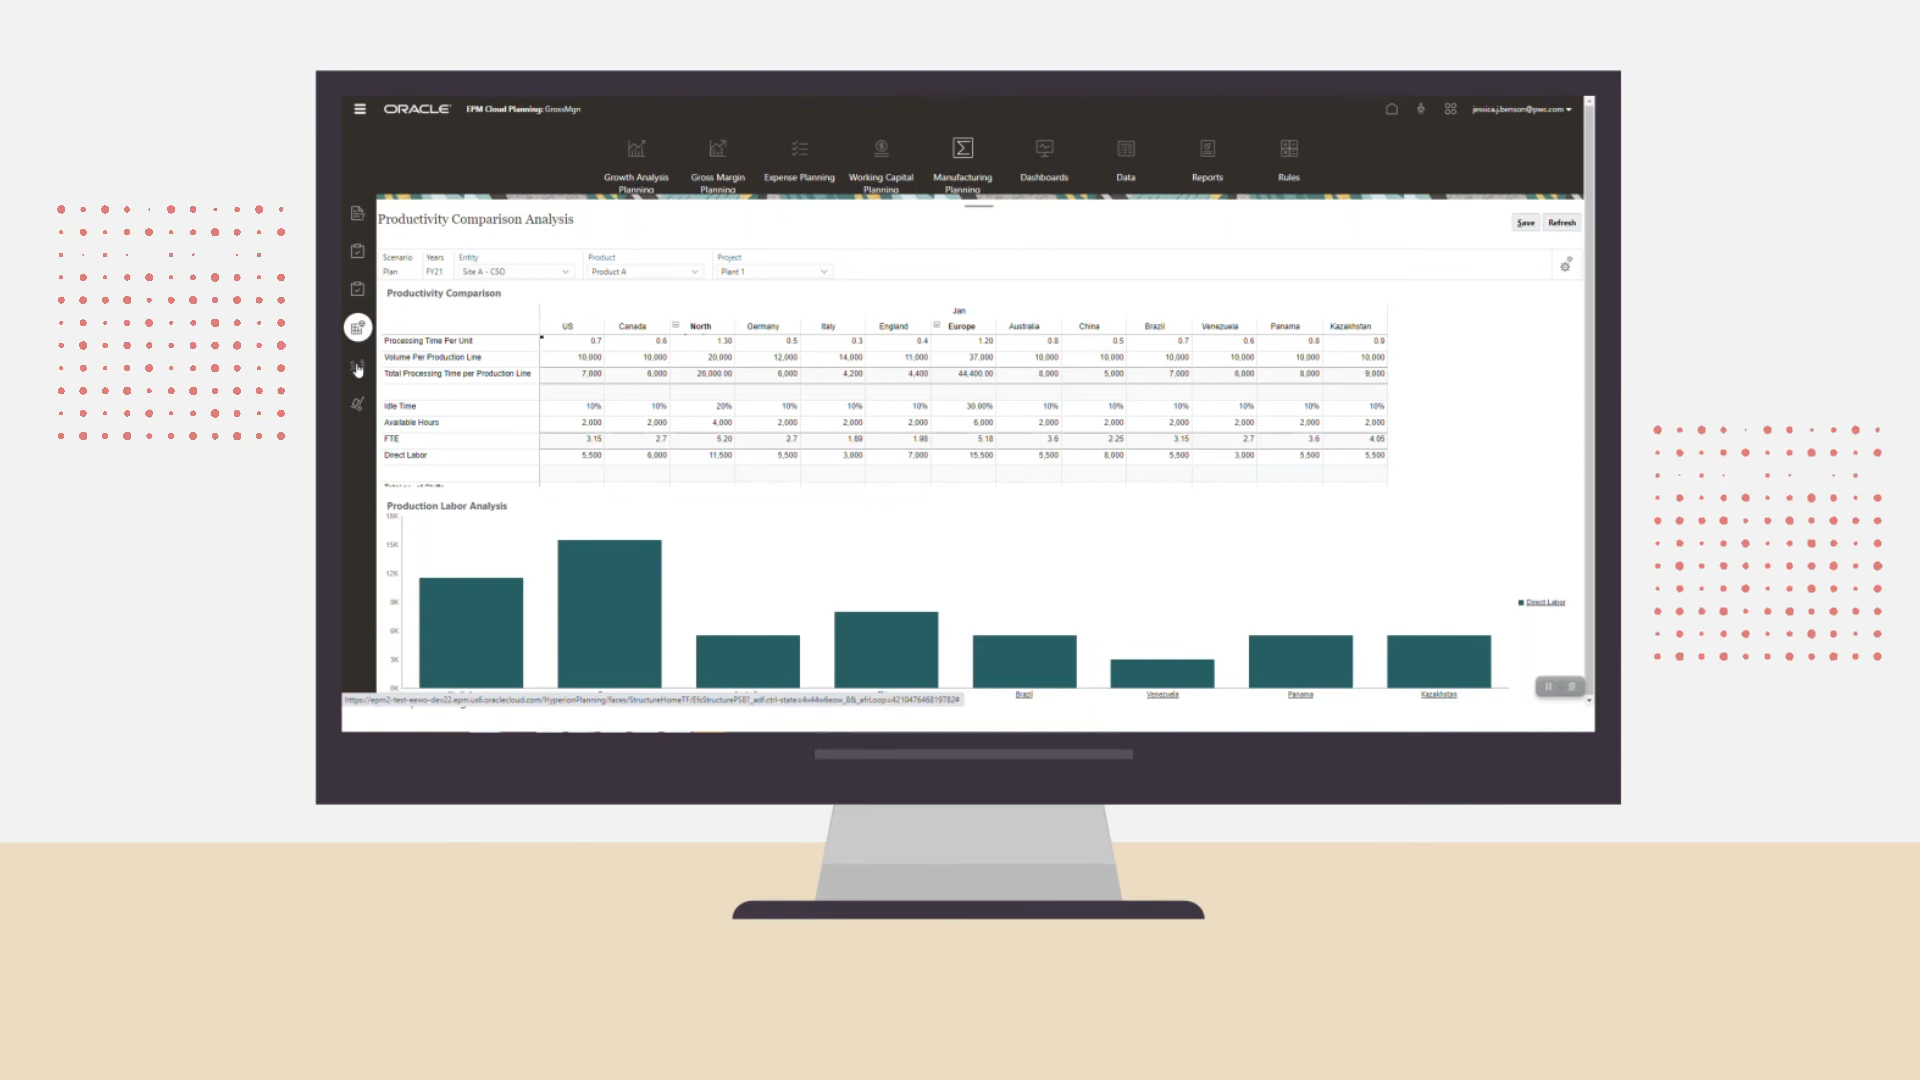 ORACLE EPM Cloud Planning: GrossMgn jessica.j.benson@pwc.com
Growth Analysis Planning
Gross Margin Planning
Expense Planning
Working Capital Planning
Manufacturing Planning
Dashboards
Data
Reports
Rules
Productivity Comparison Analysis
Save Refresh
Scenario Years Entity Product Project
Plan FY21 Site A - CSO Product A Plant 1
Productivity Comparison
Jan
US Canada North Germany Italy England Europe Australia China Brazil Venezuela Panama Kazakhstan
Processing Time Per Unit 0.7 0.6 1.30 0.5 0.3 0.4 1.20 0.8 0.5 0.7 0.6 0.8 0.9
Volume Per Production Line 10,000 10,000 20,000 12,000 14,000 11,000 37,000 10,000 10,000 10,000 10,000 10,000 10,000
Total Processing Time per Production Line 7,000 6,000 26,000.00 6,000 4,200 4,400 44,400.00 8,000 5,000 7,000 6,000 8,000 9,000
Idle Time 10% 10% 20% 10% 10% 10% 30.00% 10% 10% 10% 10% 10% 10%
Available Hours 2,000 2,000 4,000 2,000 2,000 2,000 6,000 2,000 2,000 2,000 2,000 2,000 2,000
FTE 3.15 2.7 5.20 2.7 1.89 1.98 5.18 3.6 2.25 3.15 2.7 3.6 4.05
Direct Labor 5,500 6,000 11,500 5,500 3,000 7,000 15,500 5,500 8,000 5,500 3,000 5,500 5,500
Production Labor Analysis
18K
15K
12K
9K
6K
3K
0K
Direct Labor
Brazil Venezuela Panama Kazakhstan